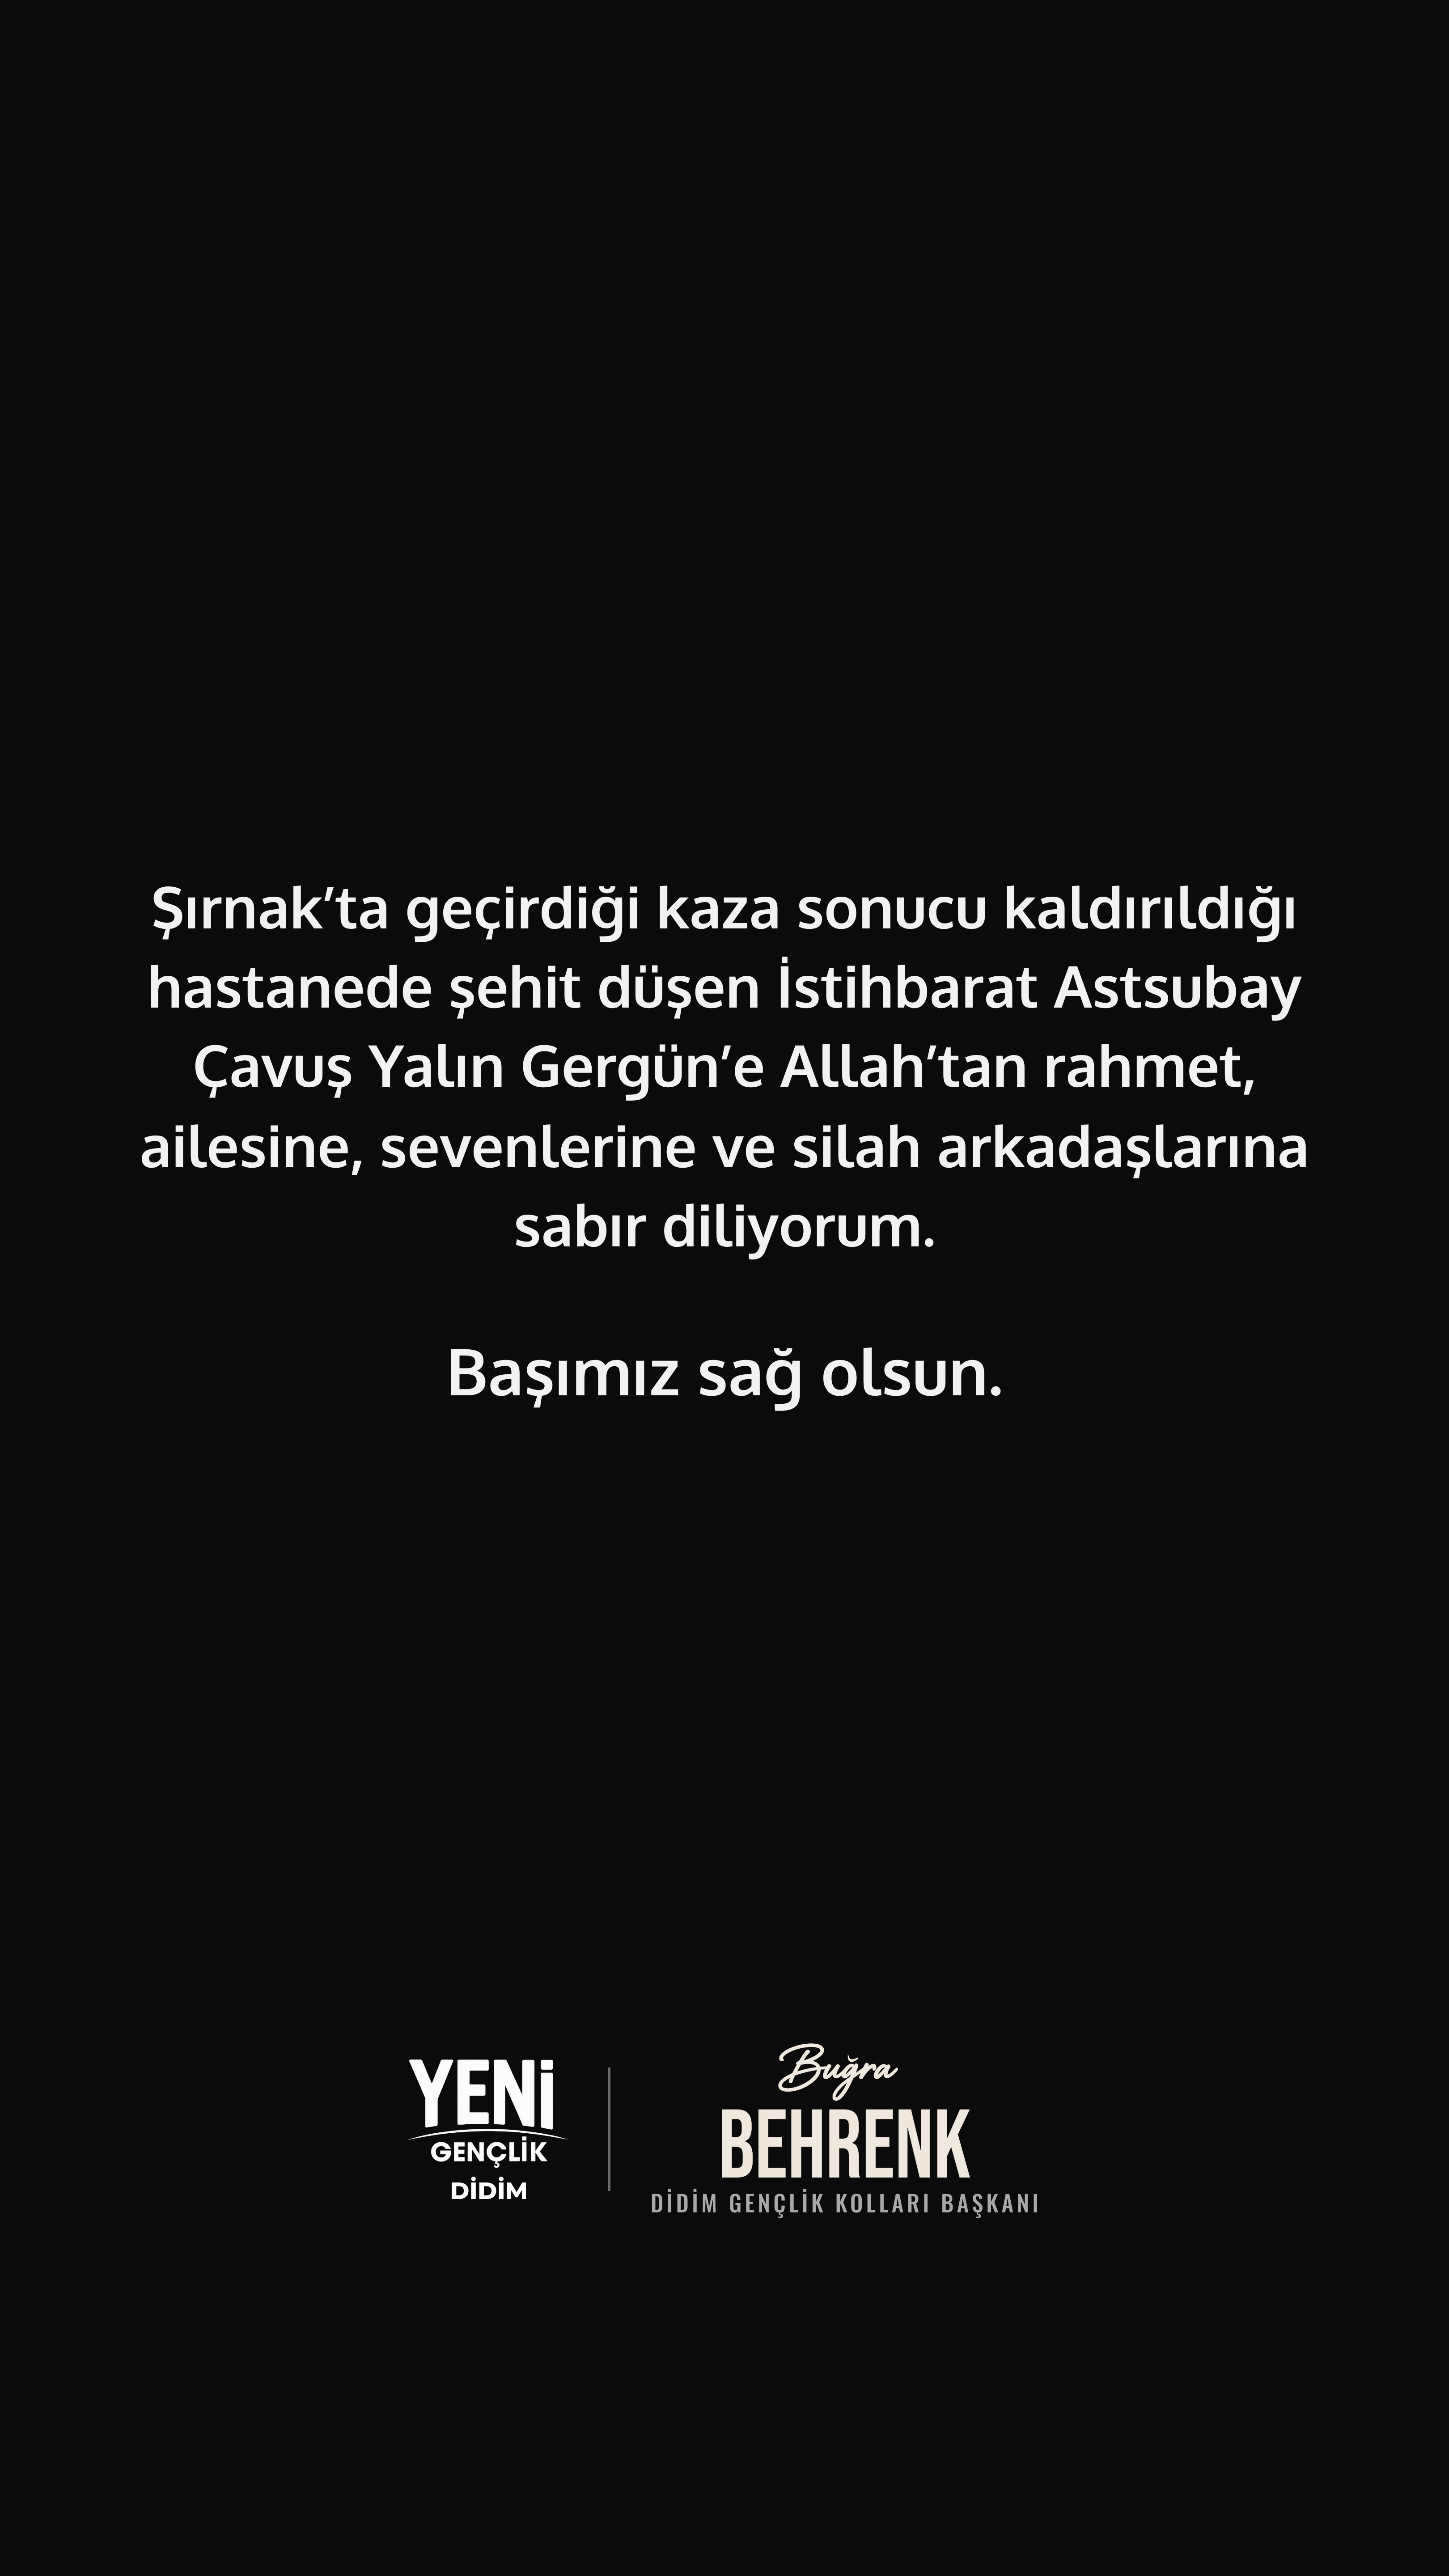 Şırnak’ta geçirdiği kaza sonucu kaldırıldığı
hastanede şehit düşen İstihbarat Astsubay
Çavuş Yalın Gergün’e Allah’tan rahmet,
ailesine, sevenlerine ve silah arkadaşlarına
sabır diliyorum.
Başımız sağ olsun.
YENİ
GENÇLİK
DİDİM
Buğra
BEHRENK
DİDİM GENÇLİK KOLLARI BAŞKANI